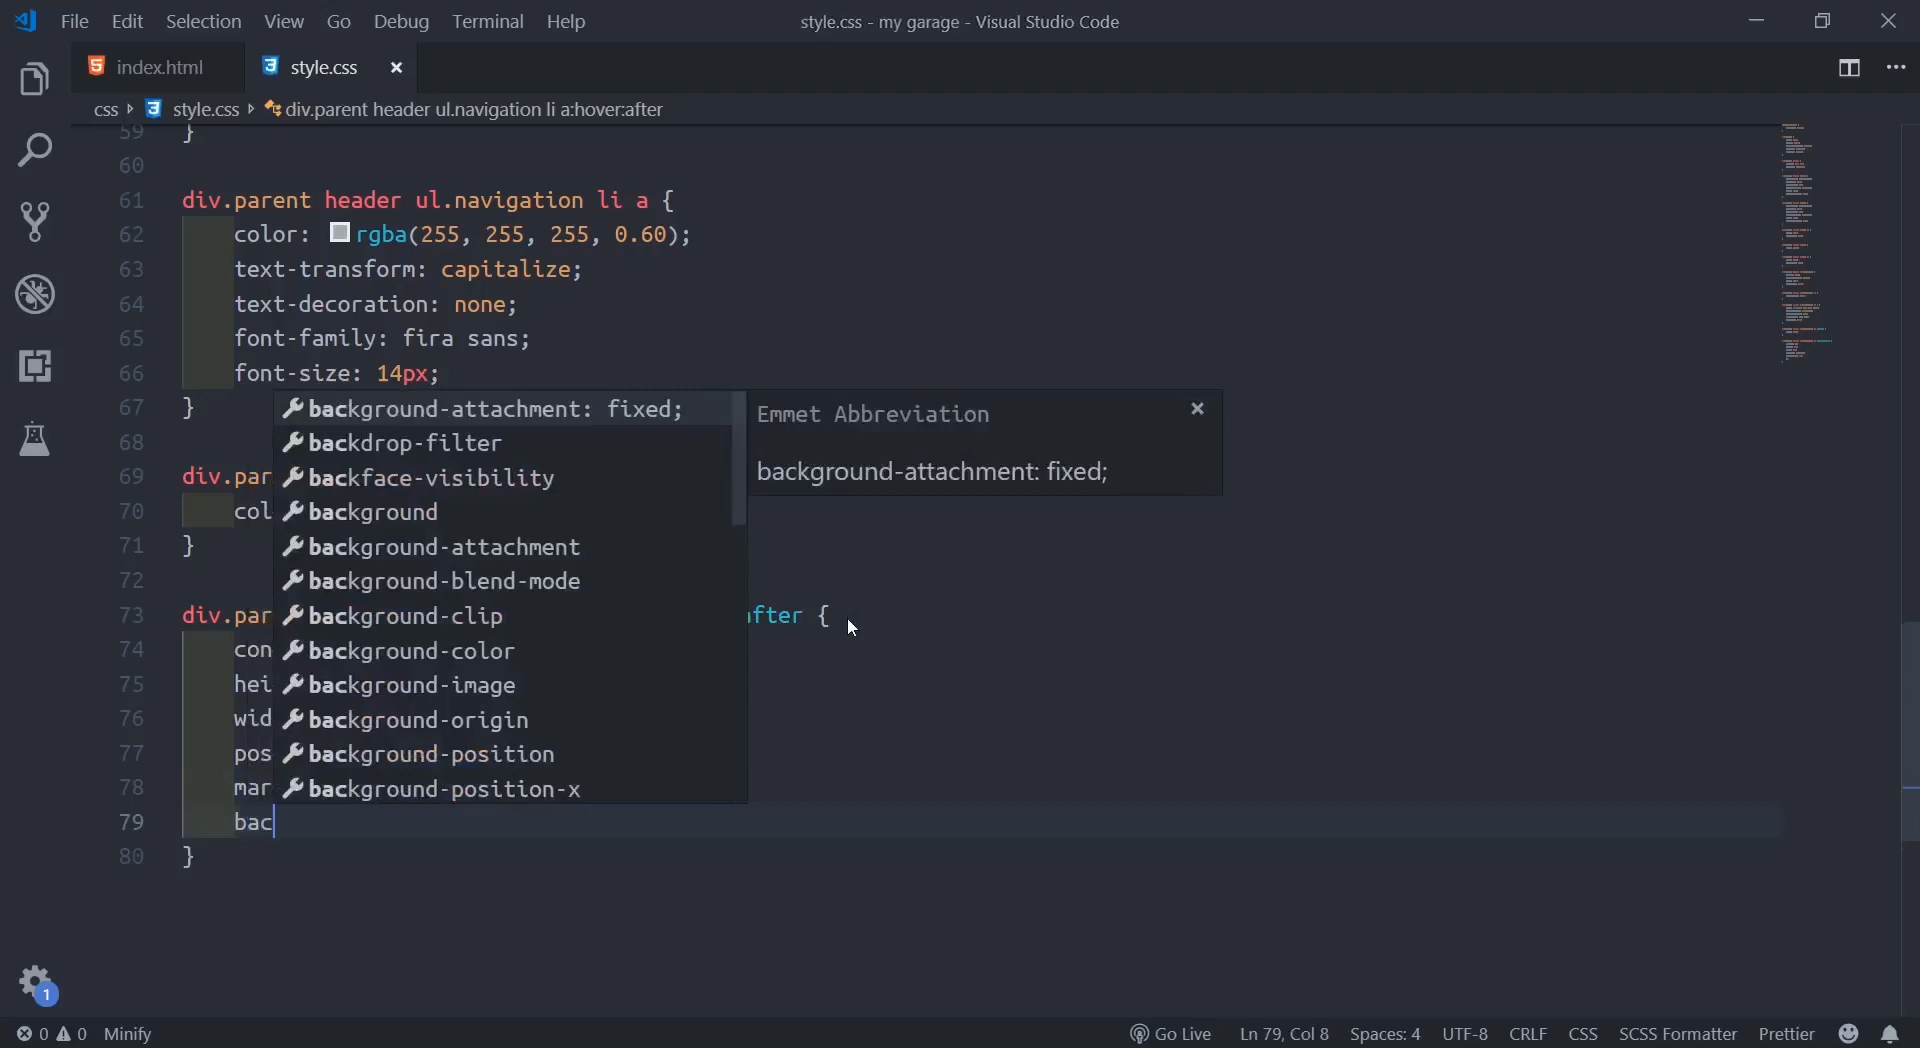 File Edit Selection View Go Debug Terminal Help style.css - my garage - Visual Studio Code
index.html style.css
css style.css div.parent header ul.navigation li a:hover:after
59 }
60
61 div.parent header ul.navigation li a {
62 color: rgba(255, 255, 255, 0.60);
63 text-transform: capitalize;
64 text-decoration: none;
65 font-family: fira sans;
66 font-size: 14px;
67 }
68
69 div.par
70 col
71 }
72
73 div.par after {
74 con
75 hei
76 wid
77 pos
78 mar
79 bac
80 }
background-attachment: fixed;
backdrop-filter
backface-visibility
background
background-attachment
background-blend-mode
background-clip
background-color
background-image
background-origin
background-position
background-position-x
Emmet Abbreviation
background-attachment: fixed;
1
0 0 Minify Go Live Ln 79, Col 8 Spaces: 4 UTF-8 CRLF CSS SCSS Formatter Prettier